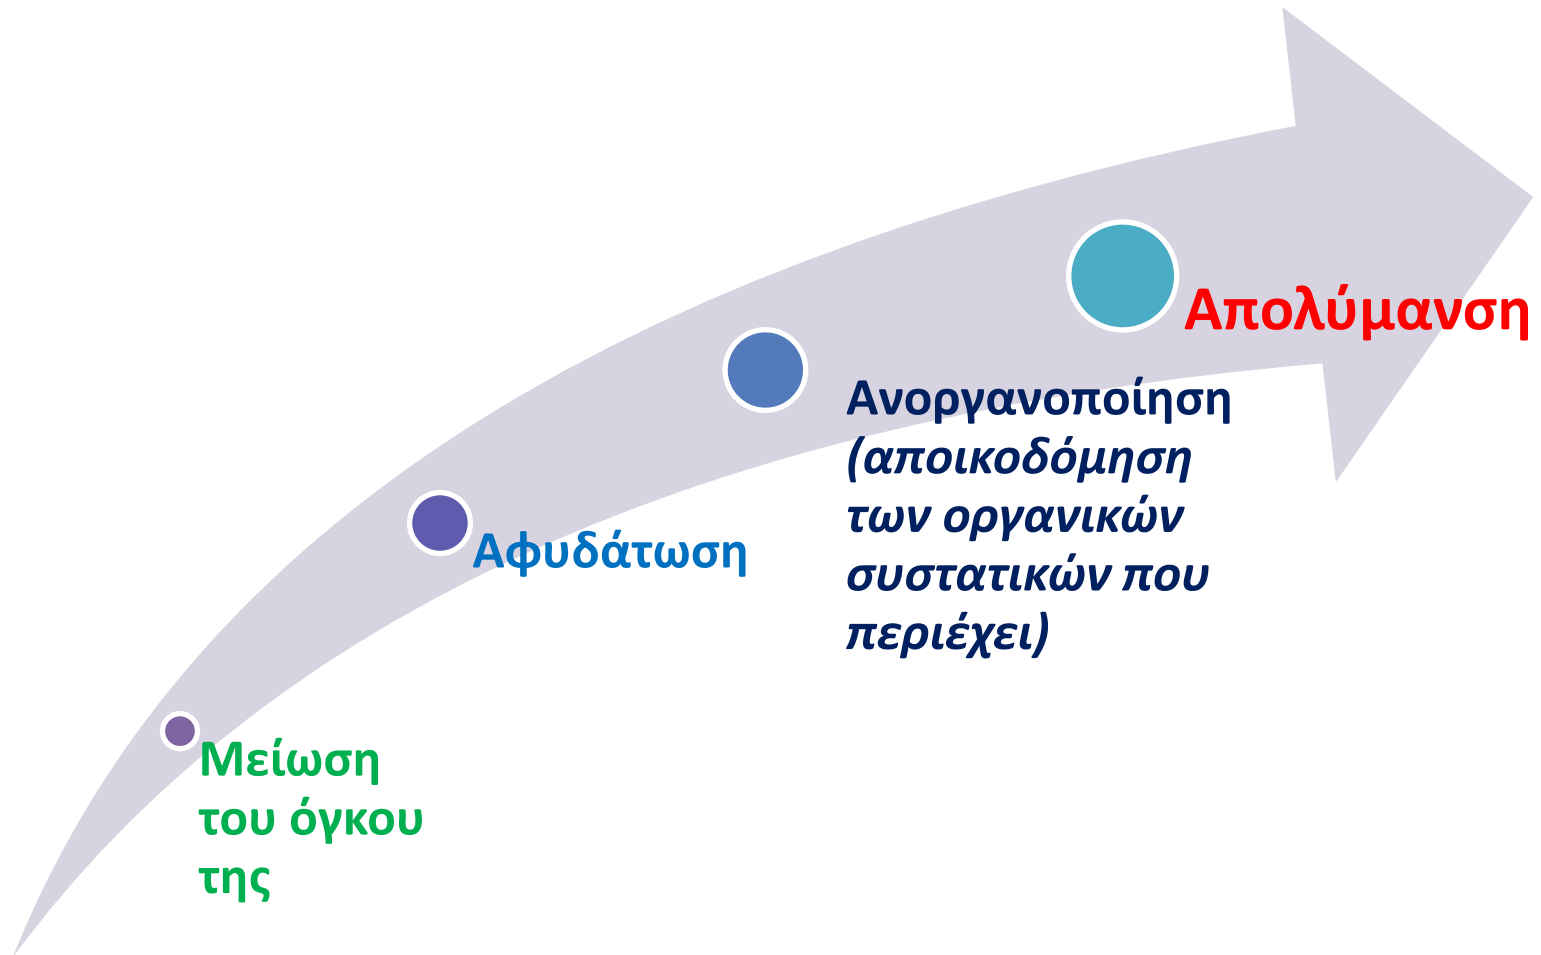 Μείωση
του όγκου
της
Αφυδάτωση
Ανοργανοποίηση
(αποικοδόμηση
των οργανικών
συστατικών που
περιέχει)
Απολύμανση